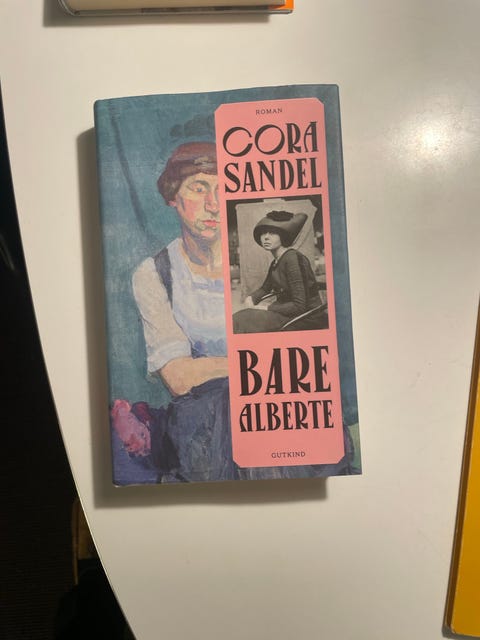 ROMAN
CORA
SANDEL
BARE
ALBERTE
GUTKIND